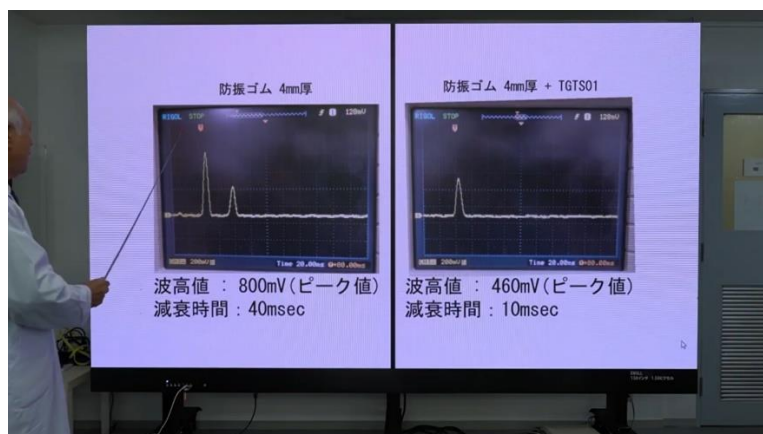 防振ゴム 4mm厚
RIGOL STOP
120mV
200mV
Time 20.00ms
波高値 : 800mV(ピーク値)
減衰時間 : 40msec
防振ゴム 4mm厚 + TGTS01
RIGOL STOP
120mV
200mV
Time 20.00ms
波高値 : 460mV(ピーク値)
減衰時間 : 10msec